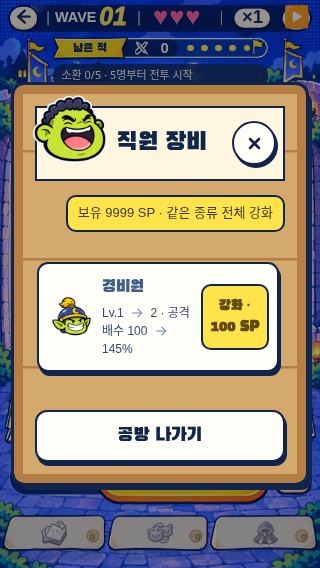 WAVE 01
×1
남은 적 0
소환 0/5 · 5명부터 전투 시작
직원 장비
×
보유 9999 SP · 같은 종류 전체 강화
경비원
Lv.1 → 2 · 공격
배수 100 →
145%
강화 ·
100 SP
공방 나가기
0
0
0